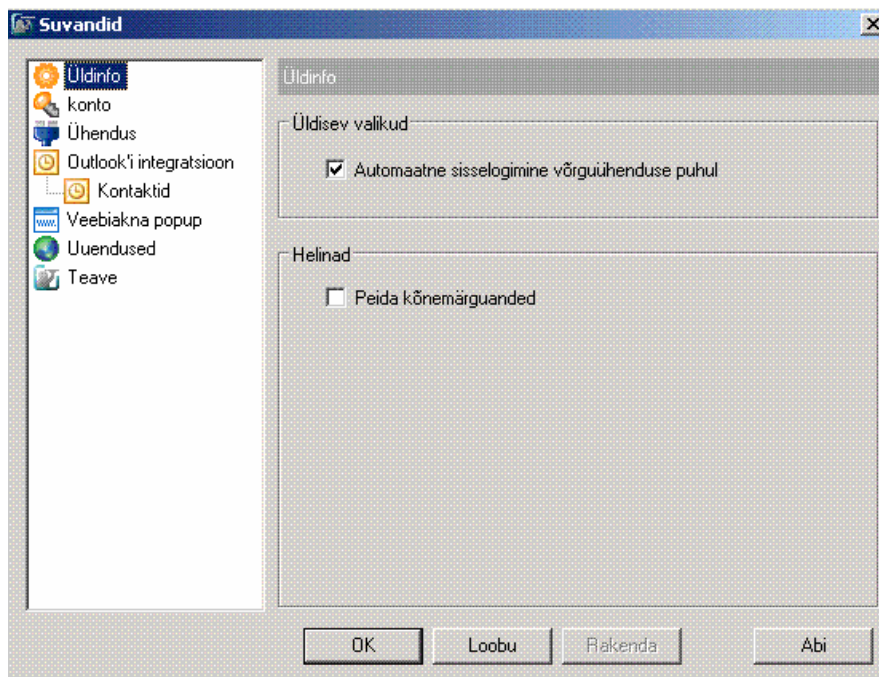 Suvandid
Üldinfo
konto
Ühendus
Outlook'i integratsioon
Kontaktid
www.
Veebiakna popup
Uuendused
Teave
Üldinfo
Üldisev valikud
Automaatne sisselogimine võrguühenduse puhul
Helinad
Peida kõnemärguanded
OK
Loobu
Rakenda
Abi